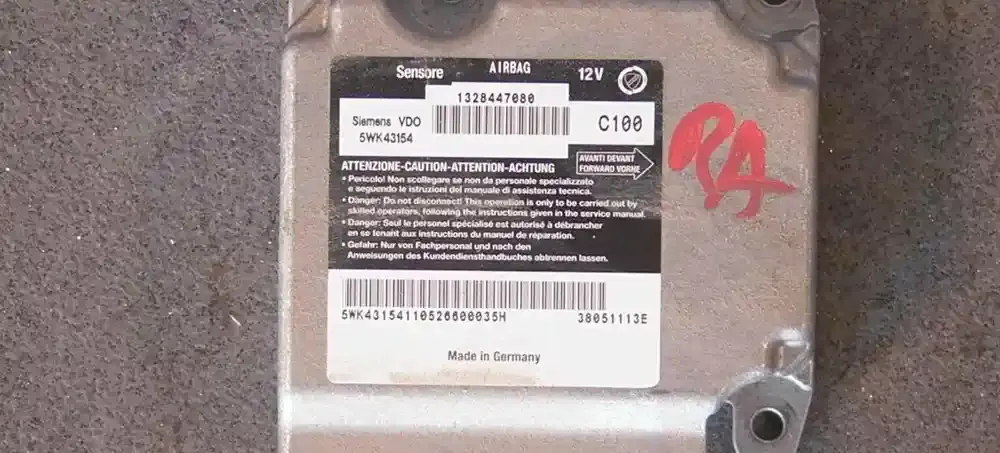 Sensore AIRBAG 12V
1328447080
Siemens VDO
5WK43154
C100
ATTENZIONE-CAUTION-ATTENTION-ACHTUNG
AVANTI DEVANT
FORWARD VORNE
• Pericolo! Non scollegare se non da personale specializzato
e seguendo le istruzioni del manuale di assistenza tecnica.
• Danger: Do not disconnect! This operation is only to be carried out by
skilled operators, following the instructions given in the service manual.
• Danger: Seul le personel spécialisé est autorisé à débrancher
en se tenant aux instructions du manuel de réparation.
• Gefahr: Nur von Fachpersonal und nach den
Anweisungen des Kundendiensthandbuches abtrennen lassen.
5WK43154110526600035H 38051113E
Made in Germany
RA